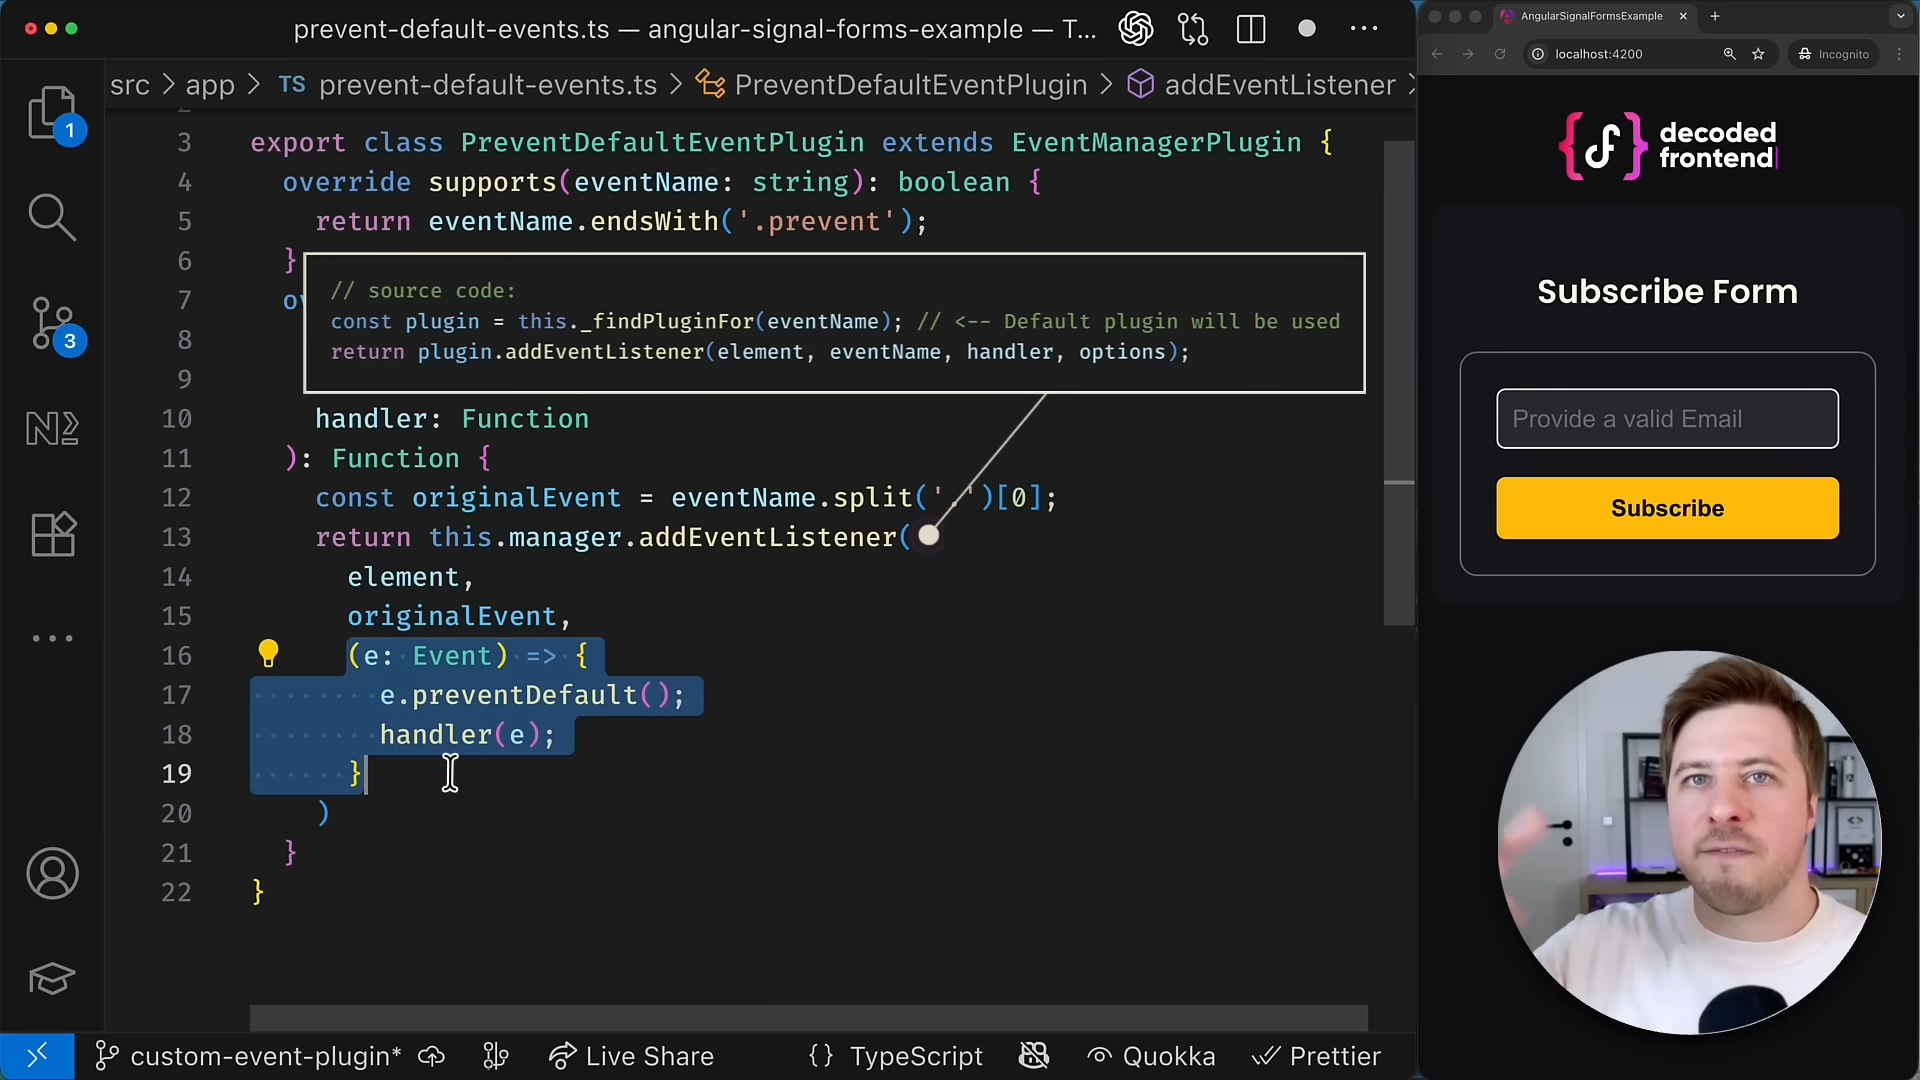 prevent-default-events.ts — angular-signal-forms-example — T...
src > app > TS prevent-default-events.ts > PreventDefaultEventPlugin > addEventListener >
3 export class PreventDefaultEventPlugin extends EventManagerPlugin {
4 override supports(eventName: string): boolean {
5 return eventName.endsWith('.prevent');
6 }
7 ov
8
9
// source code:
const plugin = this._findPluginFor(eventName); // <-- Default plugin will be used
return plugin.addEventListener(element, eventName, handler, options);
10 handler: Function
11 ): Function {
12 const originalEvent = eventName.split('.')[0];
13 return this.manager.addEventListener(
14 element,
15 originalEvent,
16 (e: Event) => {
17 e.preventDefault();
18 handler(e);
19 }
20 )
21 }
22 }
1
3
custom-event-plugin* Live Share {} TypeScript Quokka Prettier
AngularSignalFormsExample
localhost:4200 Incognito
decoded
frontend
Subscribe Form
Provide a valid Email
Subscribe